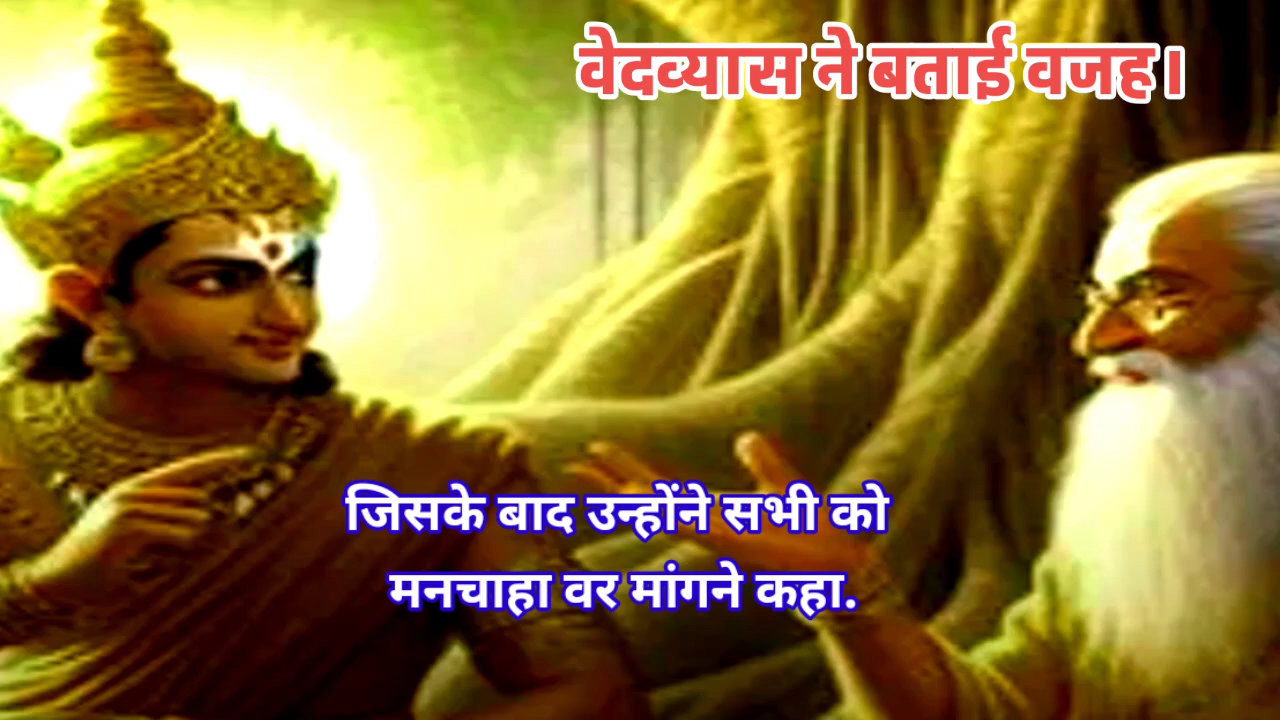 वेदव्यास ने बताई वजह।
जिसके बाद उन्होंने सभी को
मनचाहा वर मांगने कहा.